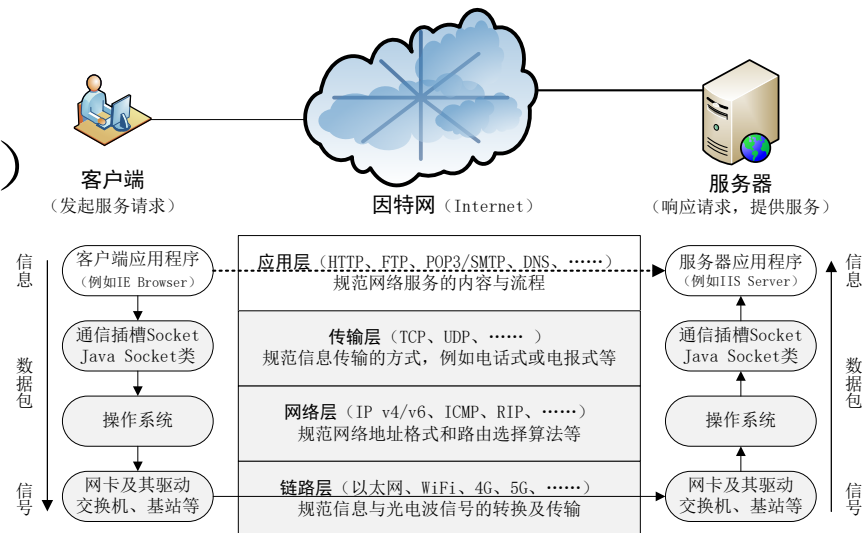 )
客户端
（发起服务请求）
因特网（Internet）
服务器
（响应请求，提供服务）
信息
数据包
信号
客户端应用程序
（例如IE Browser）
通信插槽Socket
Java Socket类
操作系统
网卡及其驱动
交换机、基站等
应用层（HTTP、FTP、POP3/SMTP、DNS、……）
规范网络服务的内容与流程
传输层（TCP、UDP、…… ）
规范信息传输的方式，例如电话式或电报式等
网络层（IP v4/v6、ICMP、RIP、……）
规范网络地址格式和路由选择算法等
链路层（以太网、WiFi、4G、5G、……）
规范信息与光电波信号的转换及传输
服务器应用程序
（例如IIS Server）
通信插槽Socket
Java Socket类
操作系统
网卡及其驱动
交换机、基站等
信息
数据包
信号